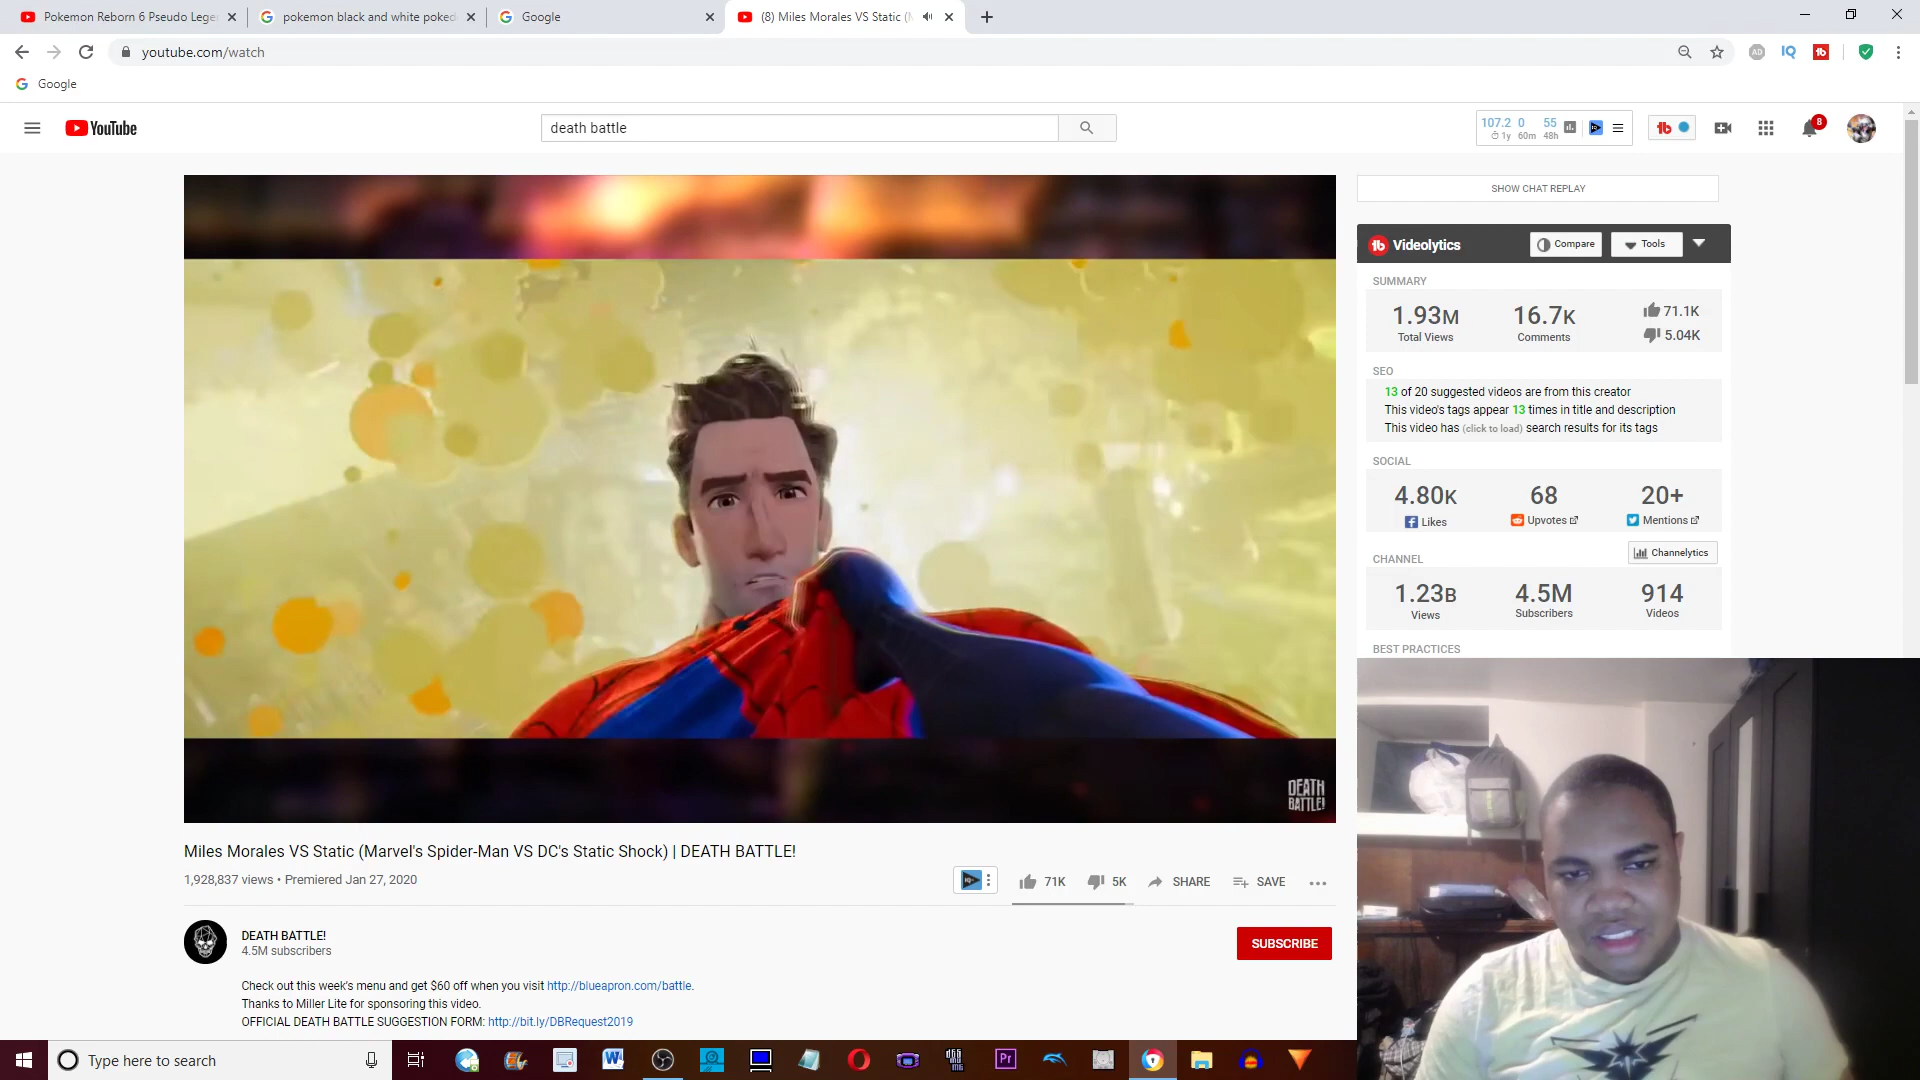 Pokemon Reborn 6 Pseudo Lege
pokemon black and white poked
Google
(8) Miles Morales VS Static (
youtube.com/watch
AD
IQ
tb
Google
YouTube
death battle
107.2 0 55
1y 60m 48h
tb
8
SHOW CHAT REPLAY
tb Videolytics
Compare
Tools
SUMMARY
1.93M
16.7K
71.1K
Total Views
Comments
5.04K
SEO
13 of 20 suggested videos are from this creator
This video's tags appear 13 times in title and description
This video has (click to load) search results for its tags
SOCIAL
4.80K
68
20+
Likes
Upvotes
Mentions
CHANNEL
Channelytics
1.23B
4.5M
914
Views
Subscribers
Videos
BEST PRACTICES
DEATH
BATTLE!
Miles Morales VS Static (Marvel's Spider-Man VS DC's Static Shock) | DEATH BATTLE!
1,928,837 views • Premiered Jan 27, 2020
71K
5K
SHARE
SAVE
DEATH BATTLE!
4.5M subscribers
SUBSCRIBE
Check out this week's menu and get $60 off when you visit http://blueapron.com/battle.
Thanks to Miller Lite for sponsoring this video.
OFFICIAL DEATH BATTLE SUGGESTION FORM: http://bit.ly/DBRequest2019
Type here to search
W
Pr